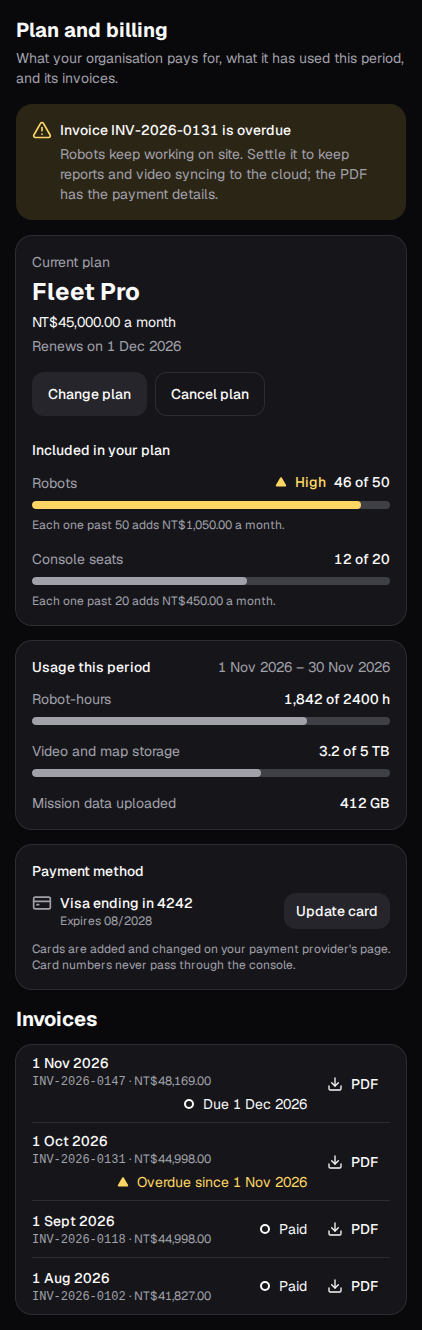 Plan and billing
What your organisation pays for, what it has used this period,
and its invoices.
Invoice INV-2026-0131 is overdue
Robots keep working on site. Settle it to keep
reports and video syncing to the cloud; the PDF
has the payment details.
Current plan
Fleet Pro
NT$45,000.00 a month
Renews on 1 Dec 2026
Change plan
Cancel plan
Included in your plan
Robots
High 46 of 50
Each one past 50 adds NT$1,050.00 a month.
Console seats
12 of 20
Each one past 20 adds NT$450.00 a month.
Usage this period
1 Nov 2026 – 30 Nov 2026
Robot-hours
1,842 of 2400 h
Video and map storage
3.2 of 5 TB
Mission data uploaded
412 GB
Payment method
Visa ending in 4242
Expires 08/2028
Update card
Cards are added and changed on your payment provider's page.
Card numbers never pass through the console.
Invoices
1 Nov 2026
INV-2026-0147 · NT$48,169.00
Due 1 Dec 2026
PDF
1 Oct 2026
INV-2026-0131 · NT$44,998.00
Overdue since 1 Nov 2026
PDF
1 Sept 2026
INV-2026-0118 · NT$44,998.00
Paid
PDF
1 Aug 2026
INV-2026-0102 · NT$41,827.00
Paid
PDF